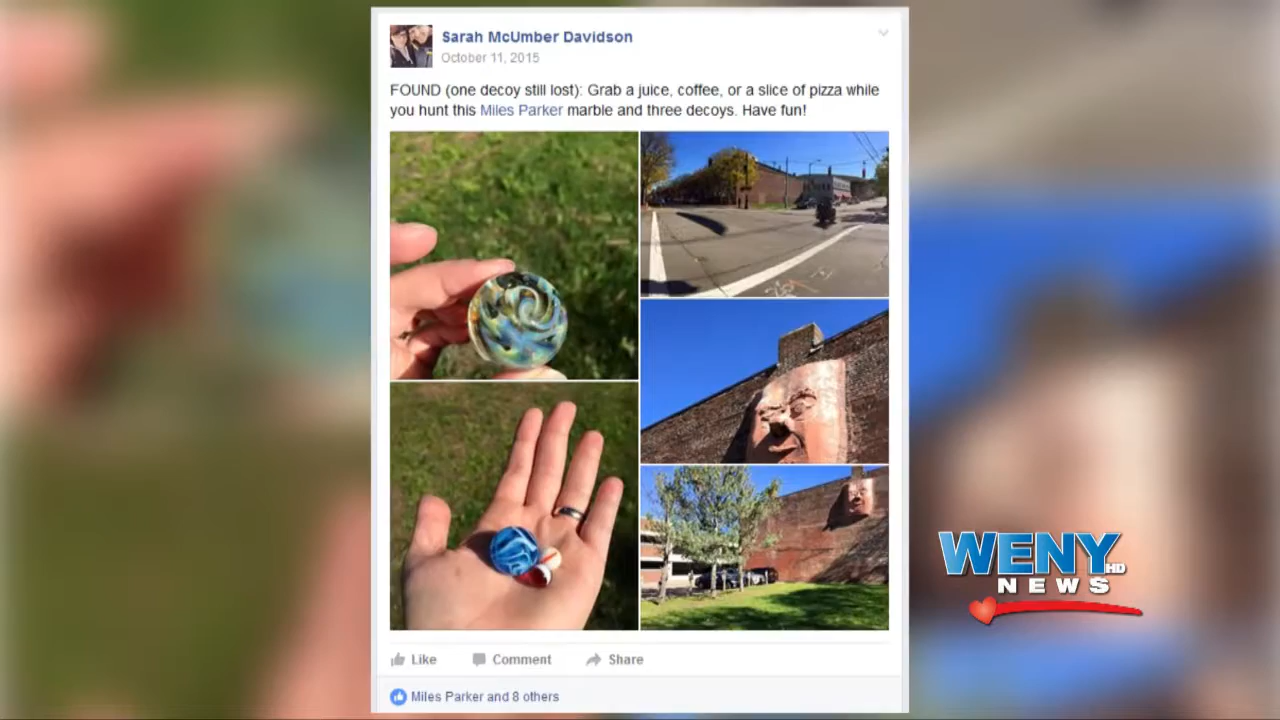 Sarah McUmber Davidson
October 11, 2015
FOUND (one decoy still lost): Grab a juice, coffee, or a slice of pizza while
you hunt this Miles Parker marble and three decoys. Have fun!
Like Comment Share
Miles Parker and 8 others
WENY
HD
NEWS